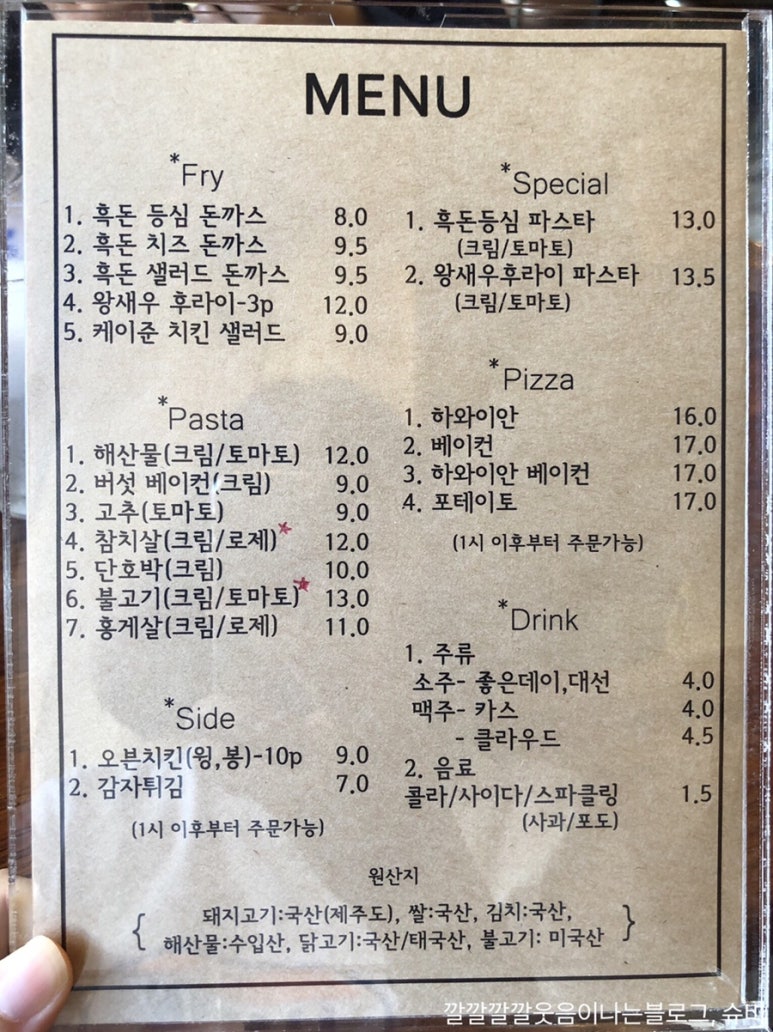 MENU
*Fry
1. 흑돈 등심 돈까스 8.0
2. 흑돈 치즈 돈까스 9.5
3. 흑돈 샐러드 돈까스 9.5
4. 왕새우 후라이-3p 12.0
5. 케이준 치킨 샐러드 9.0
*Pasta
1. 해산물(크림/토마토) 12.0
2. 버섯 베이컨(크림) 9.0
3. 고추(토마토) 9.0
4. 참치살(크림/로제)★ 12.0
5. 단호박(크림) 10.0
6. 불고기(크림/토마토)★ 13.0
7. 홍게살(크림/로제) 11.0
*Side
1. 오븐치킨(윙,봉)-10p 9.0
2. 감자튀김 7.0
(1시 이후부터 주문가능)
*Special
1. 흑돈등심 파스타 13.0
(크림/토마토)
2. 왕새우후라이 파스타 13.5
(크림/토마토)
*Pizza
1. 하와이안 16.0
2. 베이컨 17.0
3. 하와이안 베이컨 17.0
4. 포테이토 17.0
(1시 이후부터 주문가능)
*Drink
1. 주류
소주- 좋은데이,대선 4.0
맥주- 카스 4.0
- 클라우드 4.5
2. 음료
콜라/사이다/스파클링 1.5
(사과/포도)
원산지
{ 돼지고기:국산(제주도), 쌀:국산, 김치:국산,
해산물:수입산, 닭고기:국산/태국산, 불고기: 미국산 }
깔깔깔깔웃음이나는블로그,